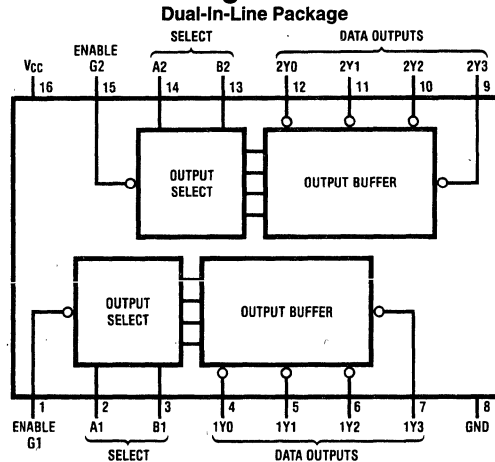 Dual-In-Line Package
SELECT DATA OUTPUTS
ENABLE
VCC G2 A2 B2 2Y0 2Y1 2Y2 2Y3
16 15 14 13 12 11 10 9
OUTPUT
SELECT
OUTPUT BUFFER
OUTPUT
SELECT
OUTPUT BUFFER
1 2 3 4 5 6 7 8
ENABLE A1 B1 1Y0 1Y1 1Y2 1Y3 GND
G1
SELECT DATA OUTPUTS